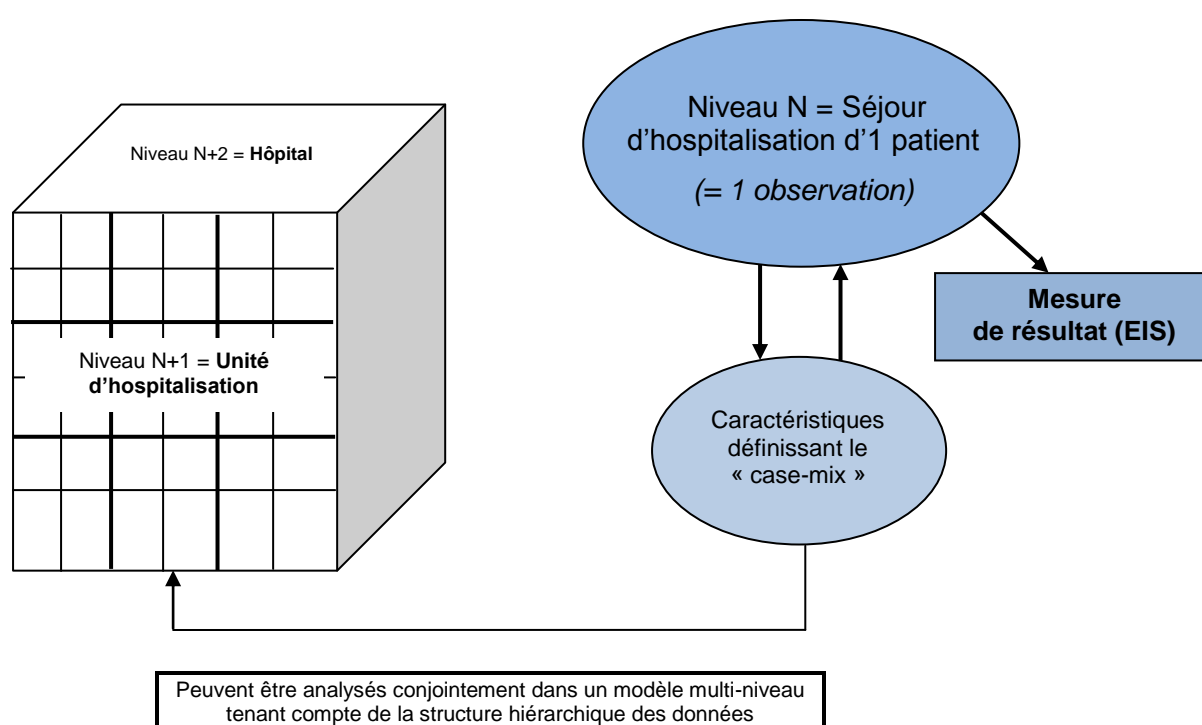 Niveau N+2 = Hôpital
Niveau N+1 = Unité
d'hospitalisation
Niveau N = Séjour
d'hospitalisation d'1 patient
(= 1 observation)
Mesure
de résultat (EIS)
Caractéristiques
définissant le
« case-mix »
Peuvent être analysés conjointement dans un modèle multi-niveau
tenant compte de la structure hiérarchique des données